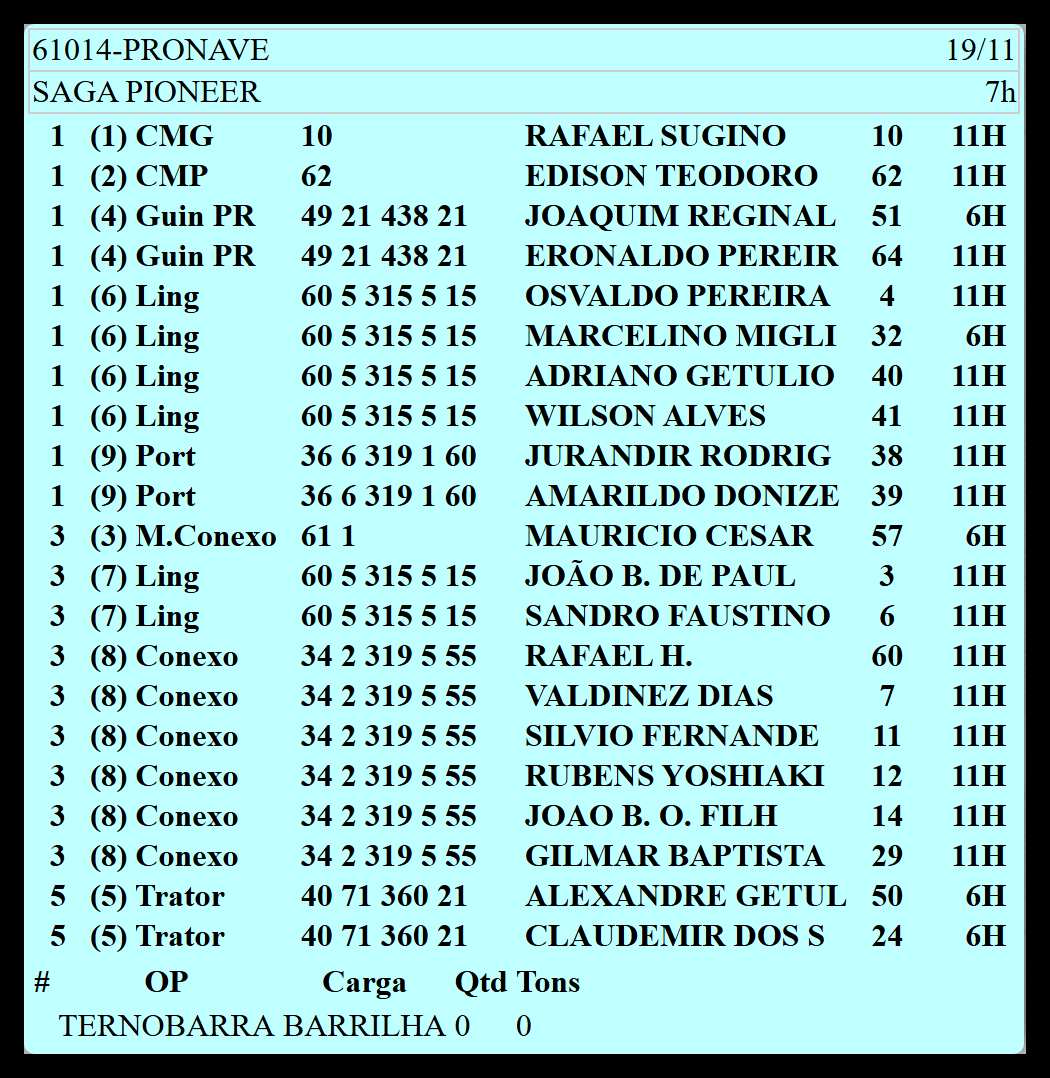 61014-PRONAVE 19/11
SAGA PIONEER 7h
1 (1) CMG 10 RAFAEL SUGINO 10 11H
1 (2) CMP 62 EDISON TEODORO 62 11H
1 (4) Guin PR 49 21 438 21 JOAQUIM REGINAL 51 6H
1 (4) Guin PR 49 21 438 21 ERONALDO PEREIR 64 11H
1 (6) Ling 60 5 315 5 15 OSVALDO PEREIRA 4 11H
1 (6) Ling 60 5 315 5 15 MARCELINO MIGLI 32 6H
1 (6) Ling 60 5 315 5 15 ADRIANO GETULIO 40 11H
1 (6) Ling 60 5 315 5 15 WILSON ALVES 41 11H
1 (9) Port 36 6 319 1 60 JURANDIR RODRIG 38 11H
1 (9) Port 36 6 319 1 60 AMARILDO DONIZE 39 11H
3 (3) M.Conexo 61 1 MAURICIO CESAR 57 6H
3 (7) Ling 60 5 315 5 15 JOÃO B. DE PAUL 3 11H
3 (7) Ling 60 5 315 5 15 SANDRO FAUSTINO 6 11H
3 (8) Conexo 34 2 319 5 55 RAFAEL H. 60 11H
3 (8) Conexo 34 2 319 5 55 VALDINEZ DIAS 7 11H
3 (8) Conexo 34 2 319 5 55 SILVIO FERNANDE 11 11H
3 (8) Conexo 34 2 319 5 55 RUBENS YOSHIAKI 12 11H
3 (8) Conexo 34 2 319 5 55 JOAO B. O. FILH 14 11H
3 (8) Conexo 34 2 319 5 55 GILMAR BAPTISTA 29 11H
5 (5) Trator 40 71 360 21 ALEXANDRE GETUL 50 6H
5 (5) Trator 40 71 360 21 CLAUDEMIR DOS S 24 6H
# OP Carga Qtd Tons
TERNOBARRA BARRILHA 0 0